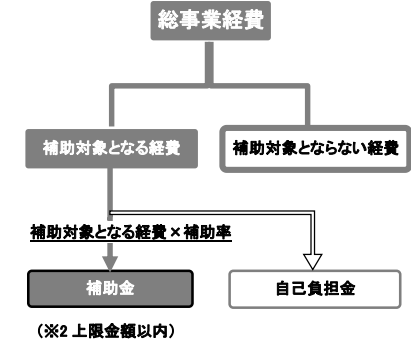 総事業経費
補助対象となる経費
補助対象とならない経費
補助対象となる経費×補助率
補助金
自己負担金
（※2 上限金額以内）